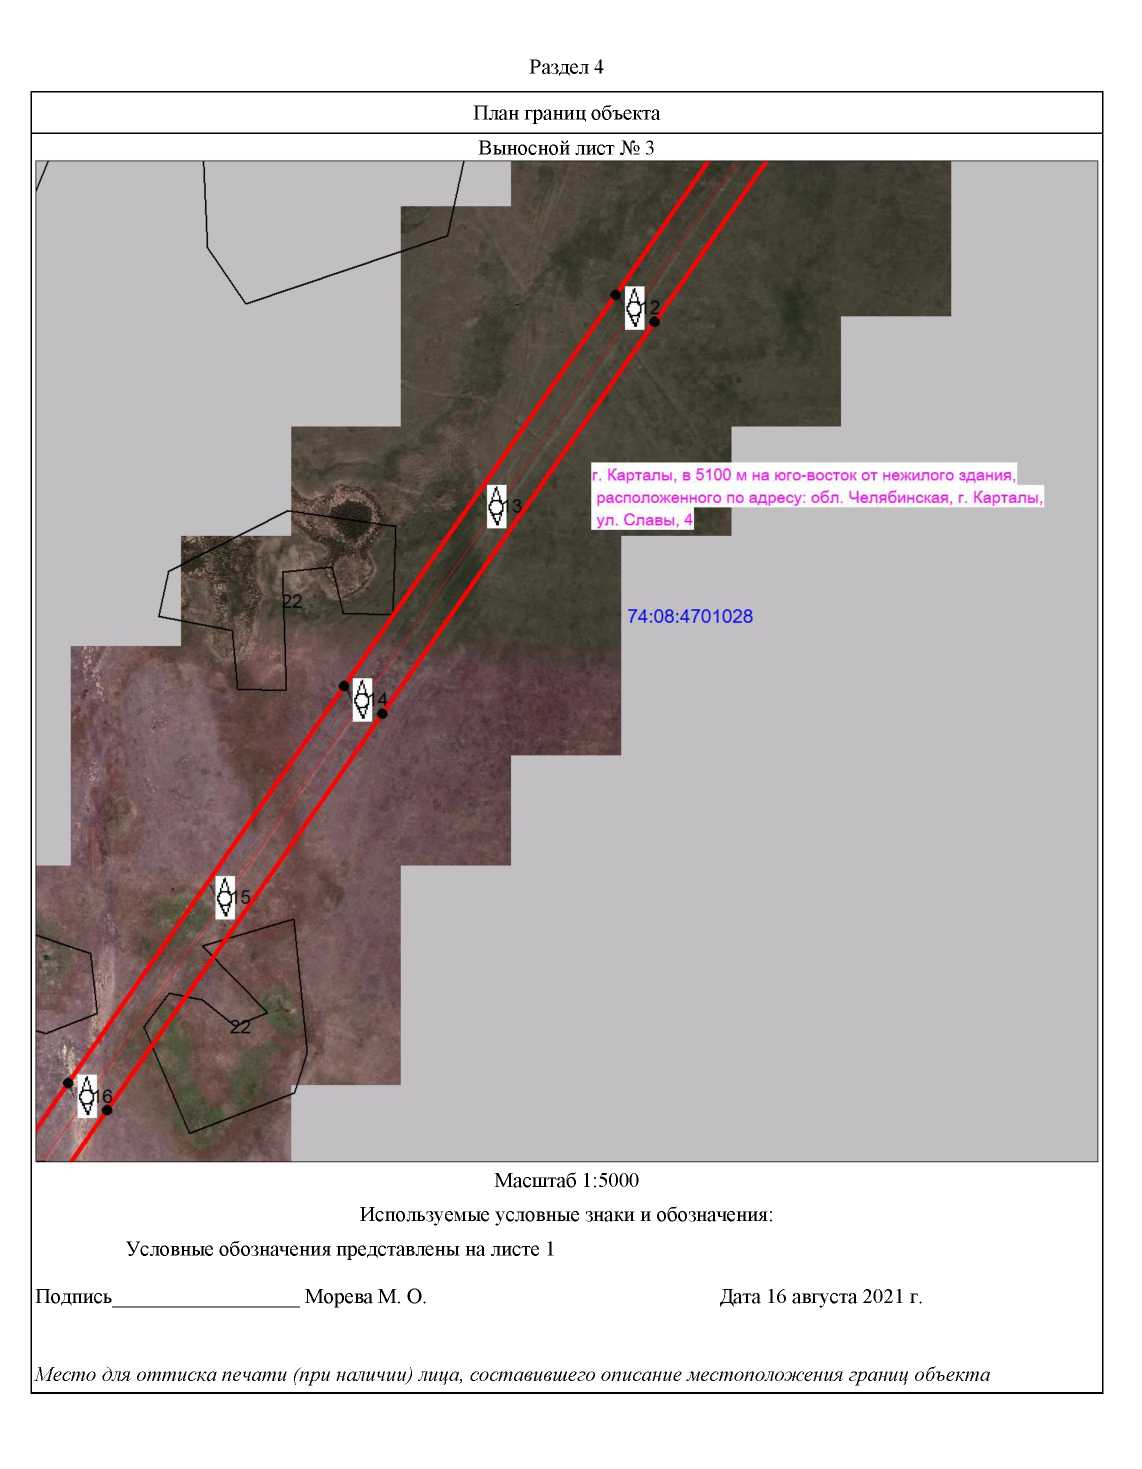 Раздел 4
План границ объекта
Выносной лист № 3
12
г. Карталы, в 5100 м на юго-восток от нежилого здания,
расположенного по адресу: обл. Челябинская, г. Карталы,
ул. Славы, 4
13
22
74:08:4701028
14
15
22
16
Масштаб 1:5000
Используемые условные знаки и обозначения:
Условные обозначения представлены на листе 1
Подпись__________________ Морева М. О. Дата 16 августа 2021 г.
Место для оттиска печати (при наличии) лица, составившего описание местоположения границ объекта